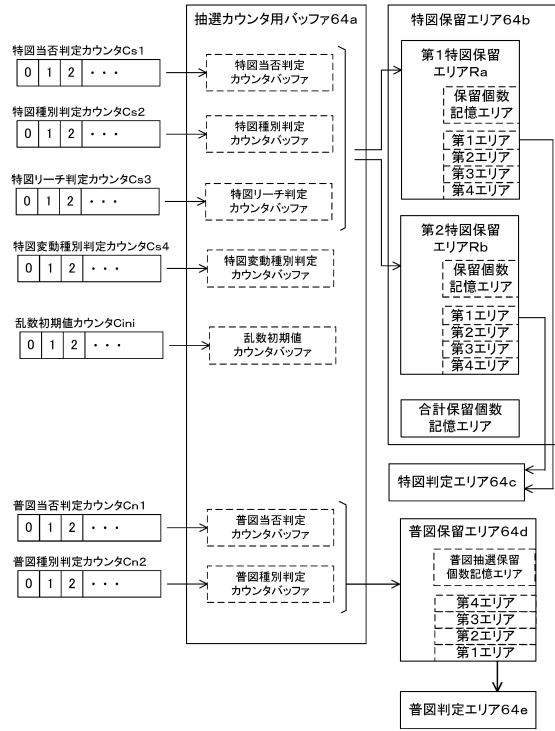 抽選カウンタ用バッファ64a
特図保留エリア64b
特図当否判定カウンタCs1
0 1 2 ・・・
特図当否判定
カウンタバッファ
特図種別判定カウンタCs2
0 1 2 ・・・
特図種別判定
カウンタバッファ
特図リーチ判定カウンタCs3
0 1 2 ・・・
特図リーチ判定
カウンタバッファ
特図変動種別判定カウンタCs4
0 1 2 ・・・
特図変動種別判定
カウンタバッファ
乱数初期値カウンタCini
0 1 2 ・・・
乱数初期値
カウンタバッファ
第1特図保留
エリアRa
保留個数
記憶エリア
第1エリア
第2エリア
第3エリア
第4エリア
第2特図保留
エリアRb
保留個数
記憶エリア
第1エリア
第2エリア
第3エリア
第4エリア
合計保留個数
記憶エリア
特図判定エリア64c
普図当否判定カウンタCn1
0 1 2 ・・・
普図当否判定
カウンタバッファ
普図種別判定カウンタCn2
0 1 2 ・・・
普図種別判定
カウンタバッファ
普図保留エリア64d
普図抽選保留
個数記憶エリア
第4エリア
第3エリア
第2エリア
第1エリア
普図判定エリア64e